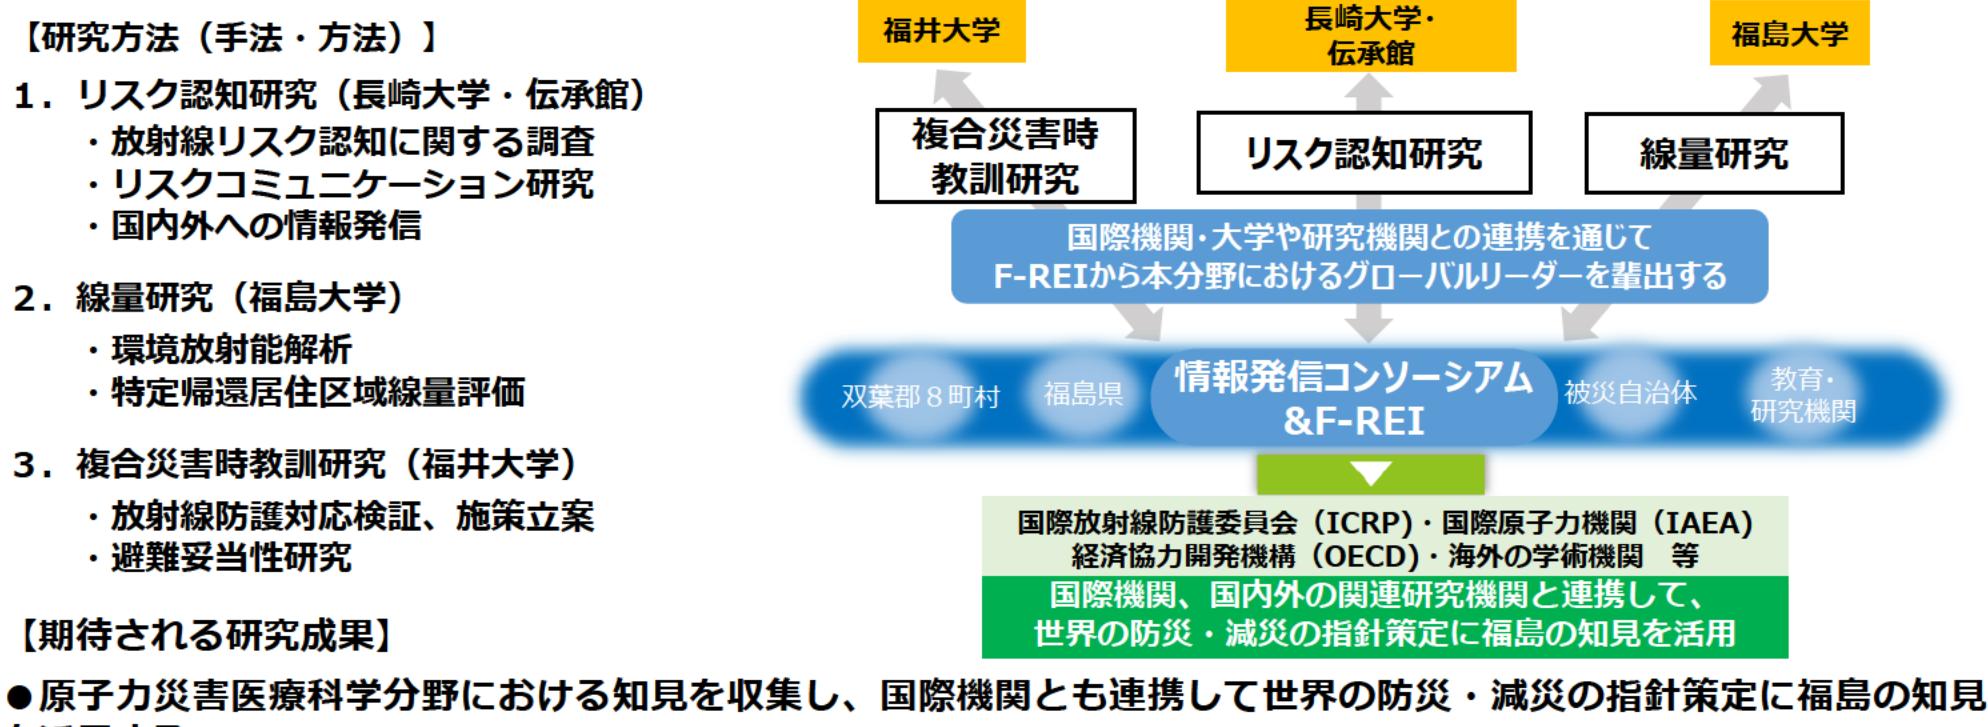 【研究方法（手法・方法）】
１．リスク認知研究（長崎大学・伝承館）
・放射線リスク認知に関する調査
・リスクコミュニケーション研究
・国内外への情報発信
２．線量研究（福島大学）
・環境放射能解析
・特定帰還居住区域線量評価
３．複合災害時教訓研究（福井大学）
・放射線防護対応検証、施策立案
・避難妥当性研究
福井大学
長崎大学・
伝承館
福島大学
複合災害時
教訓研究
リスク認知研究
線量研究
国際機関・大学や研究機関との連携を通じて
F-REIから本分野におけるグローバルリーダーを輩出する
双葉郡８町村
福島県
情報発信コンソーシアム
&F-REI
被災自治体
教育・
研究機関
国際放射線防護委員会（ICRP)・国際原子力機関（IAEA)
経済協力開発機構（OECD)・海外の学術機関　等
国際機関、国内外の関連研究機関と連携して、
世界の防災・減災の指針策定に福島の知見を活用
【期待される研究成果】
●原子力災害医療科学分野における知見を収集し、国際機関とも連携して世界の防災・減災の指針策定に福島の知見